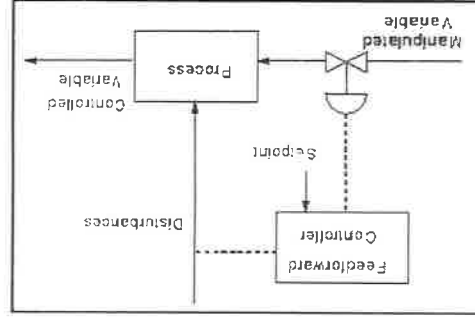 Feedforward
Controller
Disturbances
Setpoint
Controlled
Variable
Process
Manipulated
Variable